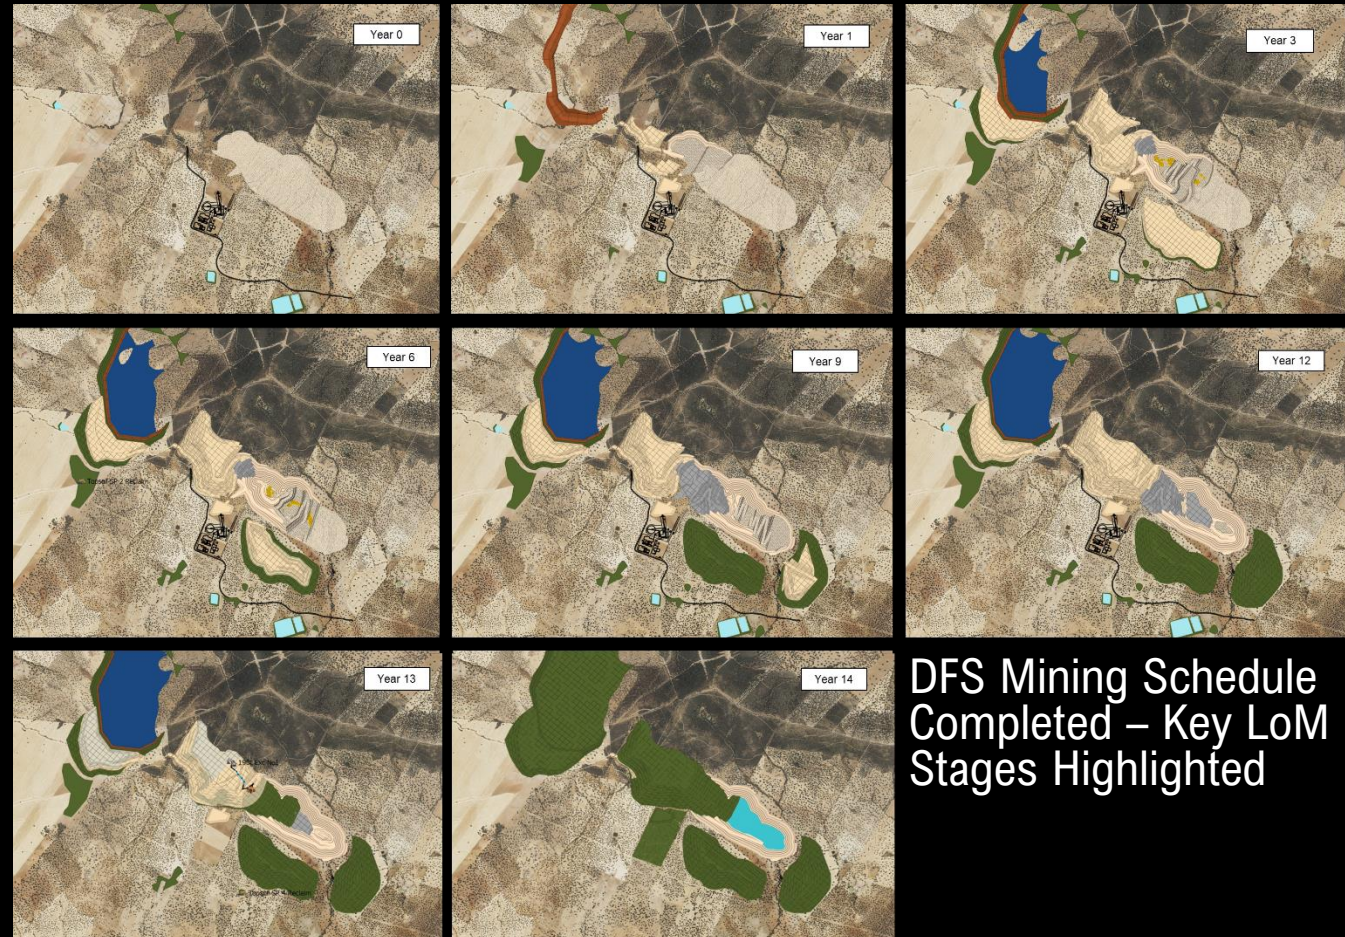 Year 0
Year 1
Year 3
Year 6
Year 9
Year 12
Year 13
Year 14
DFS Mining Schedule
Completed – Key LoM
Stages Highlighted